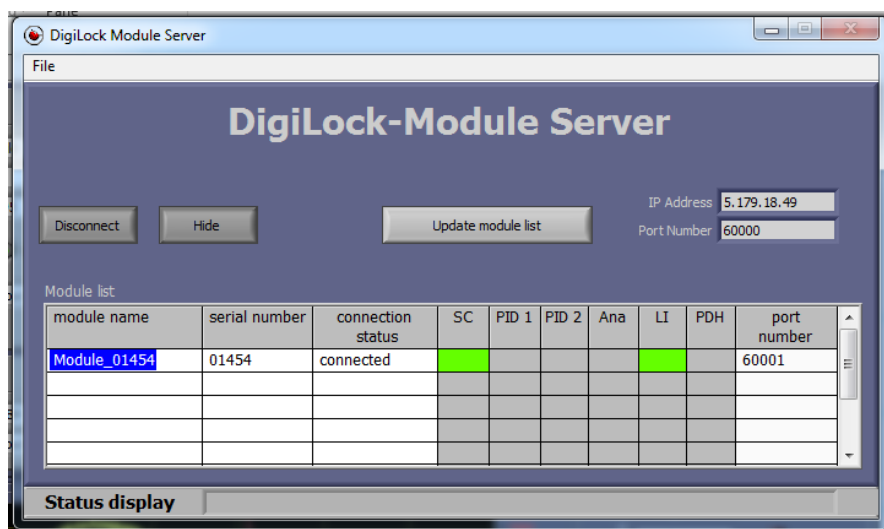 DigiLock Module Server
File
DigiLock-Module Server
IP Address 5.179.18.49
Disconnect Hide Update module list Port Number 60000
Module list
module name serial number connection status SC PID 1 PID 2 Ana LI PDH port number
Module_01454 01454 connected 60001
Status display